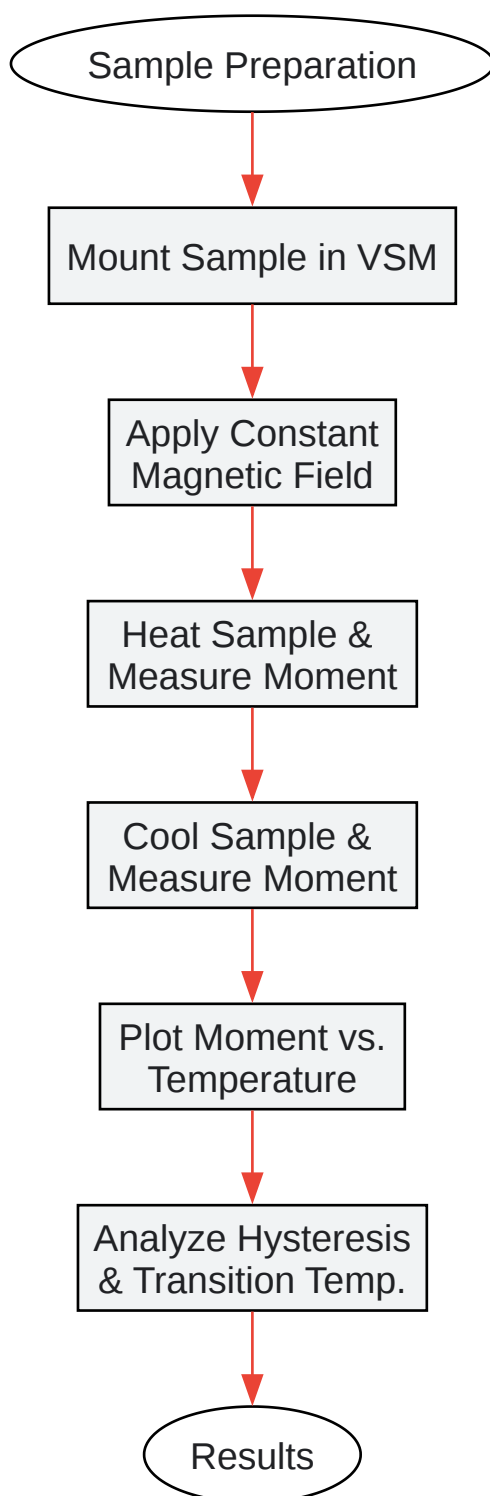 Sample Preparation
Mount Sample in VSM
Apply Constant
Magnetic Field
Heat Sample &
Measure Moment
Cool Sample &
Measure Moment
Plot Moment vs.
Temperature
Analyze Hysteresis
& Transition Temp.
Results